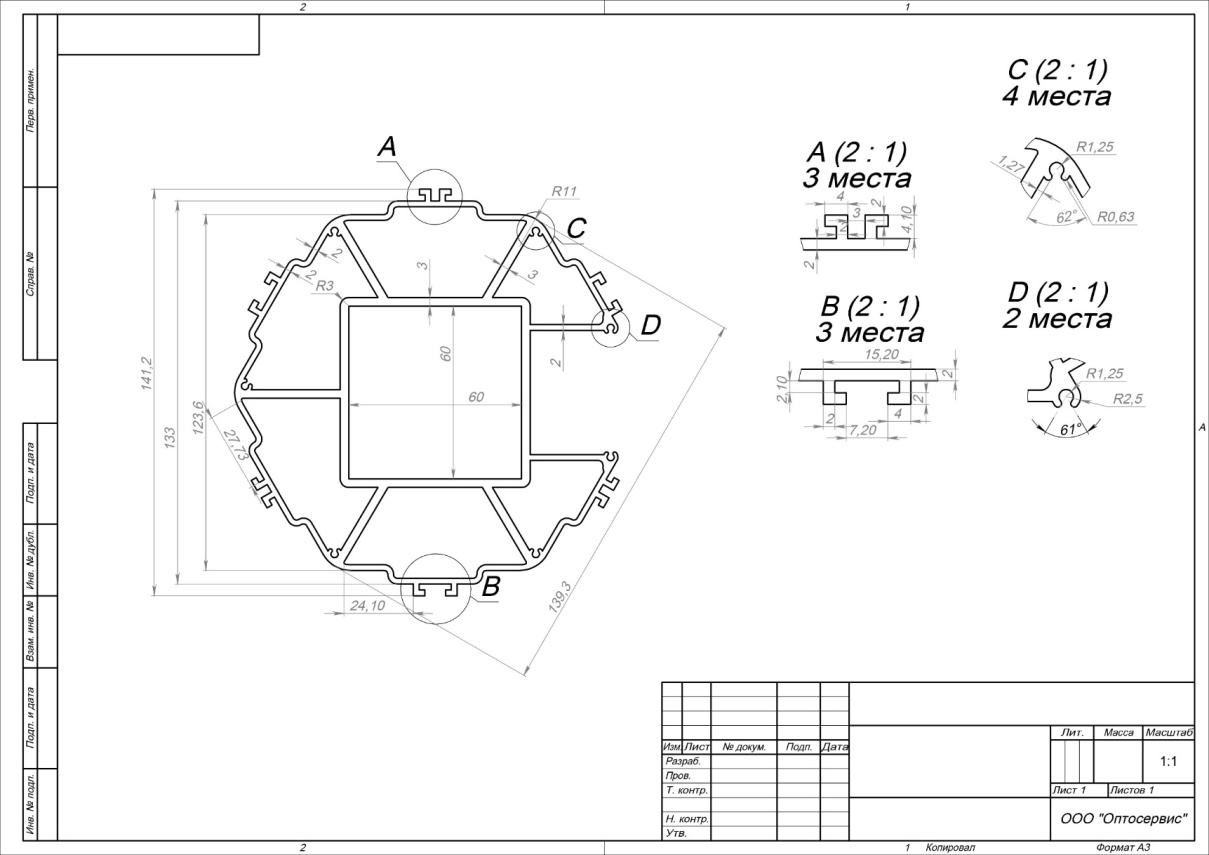 2
1
Перв. примен.
Справ. №
Подп. и дата
Инв. № дубл.
Взам. инв. №
Подп. и дата
Инв. № подл.
A
A
R11
C
2
2
R3
3
3
D
2
60
60
141,2
133
123,6
27,73
139,3
24,10
B
A (2 : 1)
3 места
4
2
3
2
4,10
2
B (2 : 1)
3 места
15,20
2
2,10
2
2
4
7,20
C (2 : 1)
4 места
R1,25
1,27
62°
R0,63
D (2 : 1)
2 места
R1,25
R2,5
61°
Изм. Лист № докум. Подп. Дата
Разраб.
Пров.
Т. контр.
Н. контр.
Утв.
Лит. Масса Масштаб
1:1
Лист 1 Листов 1
ООО "Оптосервис"
2
1 Копировал Формат А3